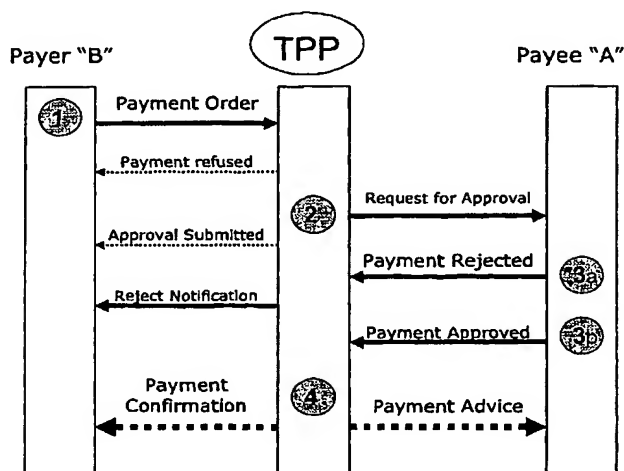 TPP
Payer “B”
Payee “A”
1
Payment Order
Payment refused
2
Request for Approval
Approval Submitted
Payment Rejected
3a
Reject Notification
Payment Approved
3b
Payment
Confirmation
4
Payment Advice